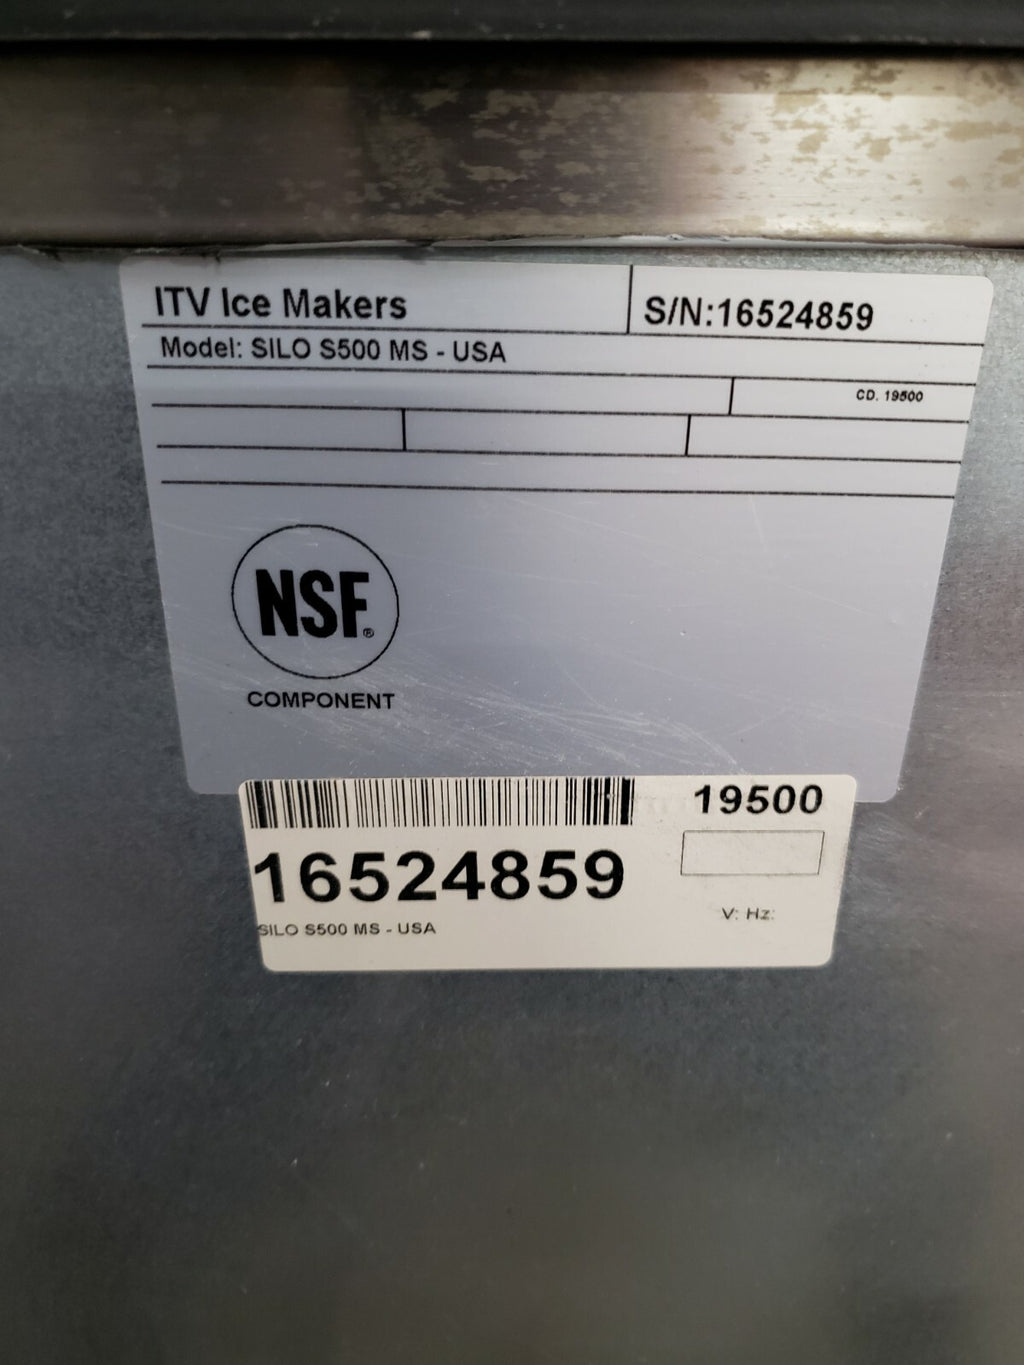 ITV Ice Makers
S/N:16524859
Model: SILO S500 MS - USA
CD. 19500
NSF®
COMPONENT
19500
16524859
V: Hz:
SILO S500 MS - USA